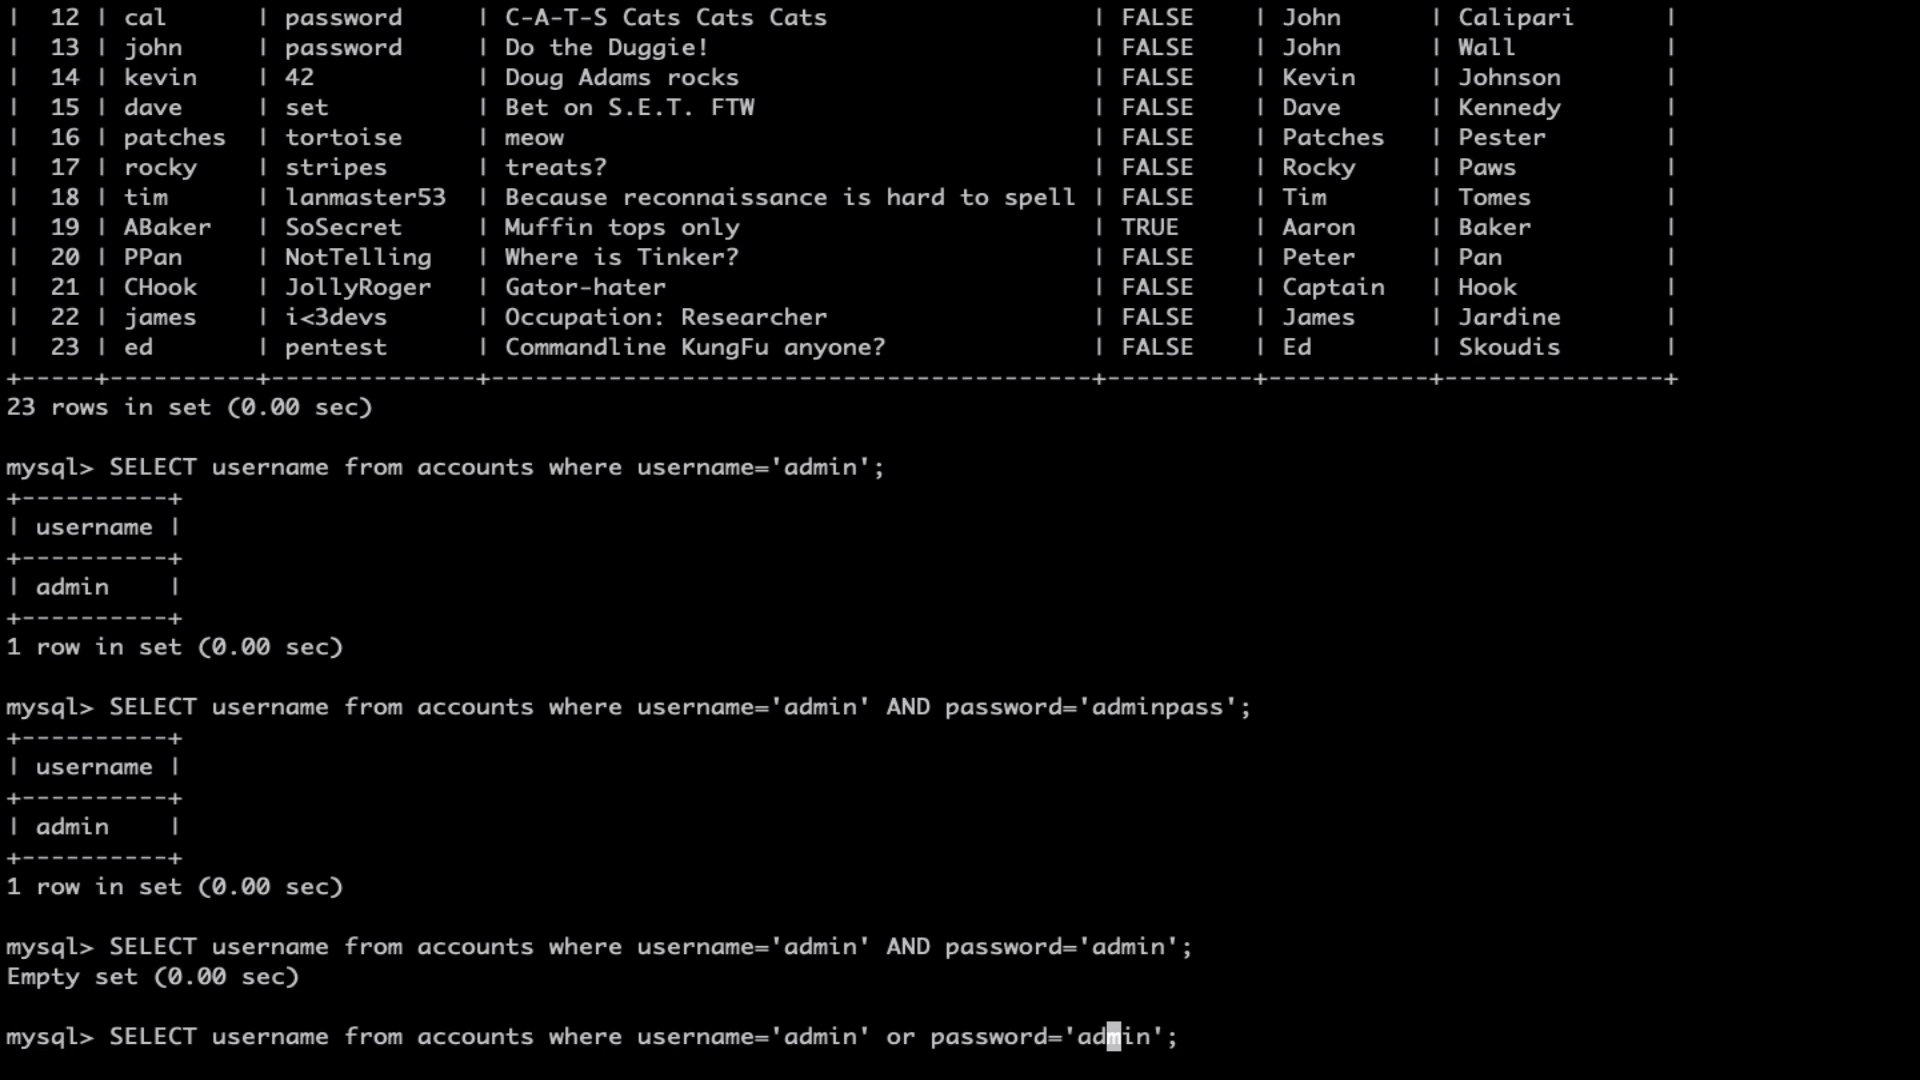 |  12 | cal      | password     | C-A-T-S Cats Cats Cats                  | FALSE    | John      | Calipari      |
|  13 | john     | password     | Do the Duggie!                          | FALSE    | John      | Wall          |
|  14 | kevin    | 42           | Doug Adams rocks                        | FALSE    | Kevin     | Johnson       |
|  15 | dave     | set          | Bet on S.E.T. FTW                       | FALSE    | Dave      | Kennedy       |
|  16 | patches  | tortoise     | meow                                    | FALSE    | Patches   | Pester        |
|  17 | rocky    | stripes      | treats?                                 | FALSE    | Rocky     | Paws          |
|  18 | tim      | lanmaster53  | Because reconnaissance is hard to spell | FALSE    | Tim       | Tomes         |
|  19 | ABaker   | SoSecret     | Muffin tops only                        | TRUE     | Aaron     | Baker         |
|  20 | PPan     | NotTelling   | Where is Tinker?                        | FALSE    | Peter     | Pan           |
|  21 | CHook    | JollyRoger   | Gator-hater                             | FALSE    | Captain   | Hook          |
|  22 | james    | i<3devs      | Occupation: Researcher                  | FALSE    | James     | Jardine       |
|  23 | ed       | pentest      | Commandline KungFu anyone?              | FALSE    | Ed        | Skoudis       |
+-----+----------+--------------+-----------------------------------------+----------+-----------+---------------+
23 rows in set (0.00 sec)
mysql> SELECT username from accounts where username='admin';
+----------+
| username |
+----------+
| admin    |
+----------+
1 row in set (0.00 sec)
mysql> SELECT username from accounts where username='admin' AND password='adminpass';
+----------+
| username |
+----------+
| admin    |
+----------+
1 row in set (0.00 sec)
mysql> SELECT username from accounts where username='admin' AND password='admin';
Empty set (0.00 sec)
mysql> SELECT username from accounts where username='admin' or password='admin';